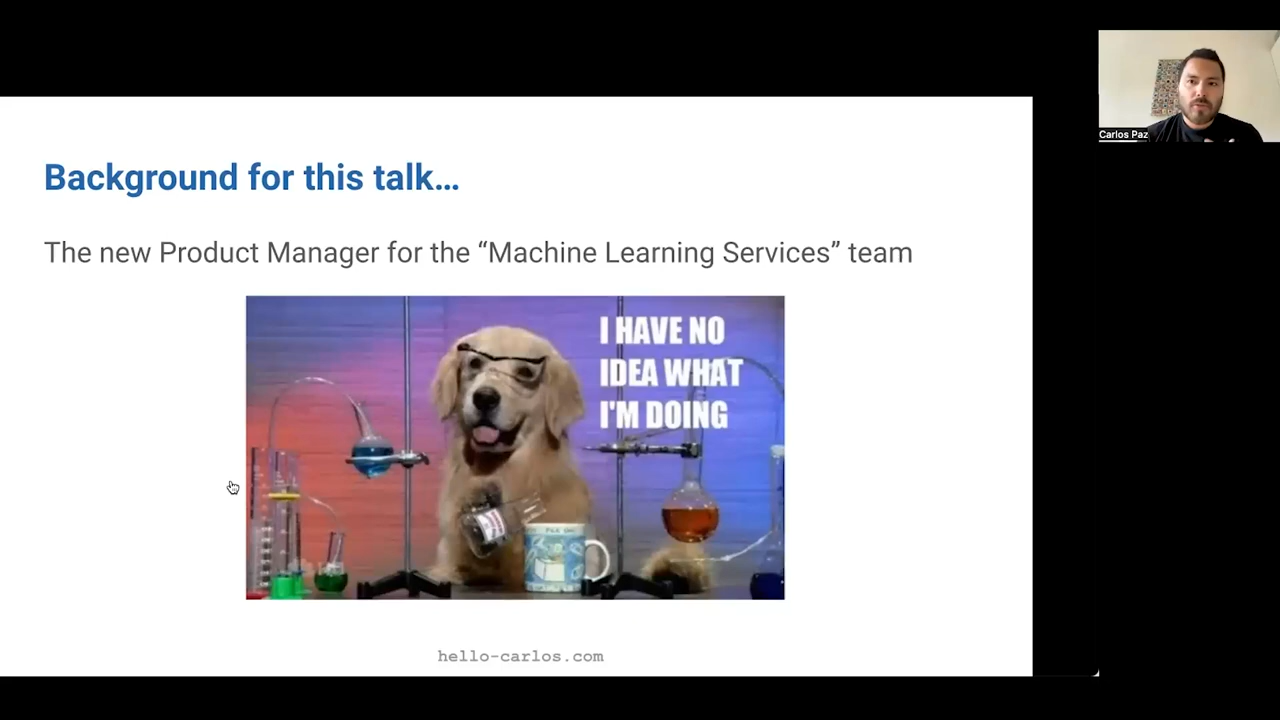 Background for this talk…
The new Product Manager for the “Machine Learning Services” team
I HAVE NO
IDEA WHAT
I'M DOING
hello-carlos.com
Carlos Paz